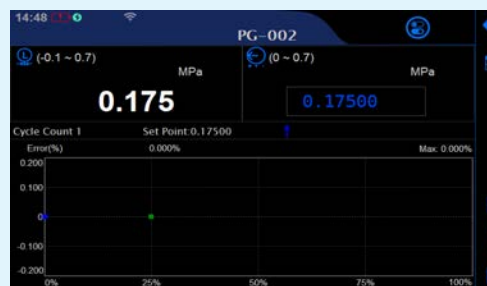 14:48
PG-002
(-0.1 ~ 0.7)
MPa
0.175
(0 ~ 0.7)
MPa
0.17500
Cycle Count 1 Set Point:0.17500
Error(%) 0.000% Max: 0.000%
0.200
0.100
0
-0.100
-0.200
0% 25% 50% 75% 100%